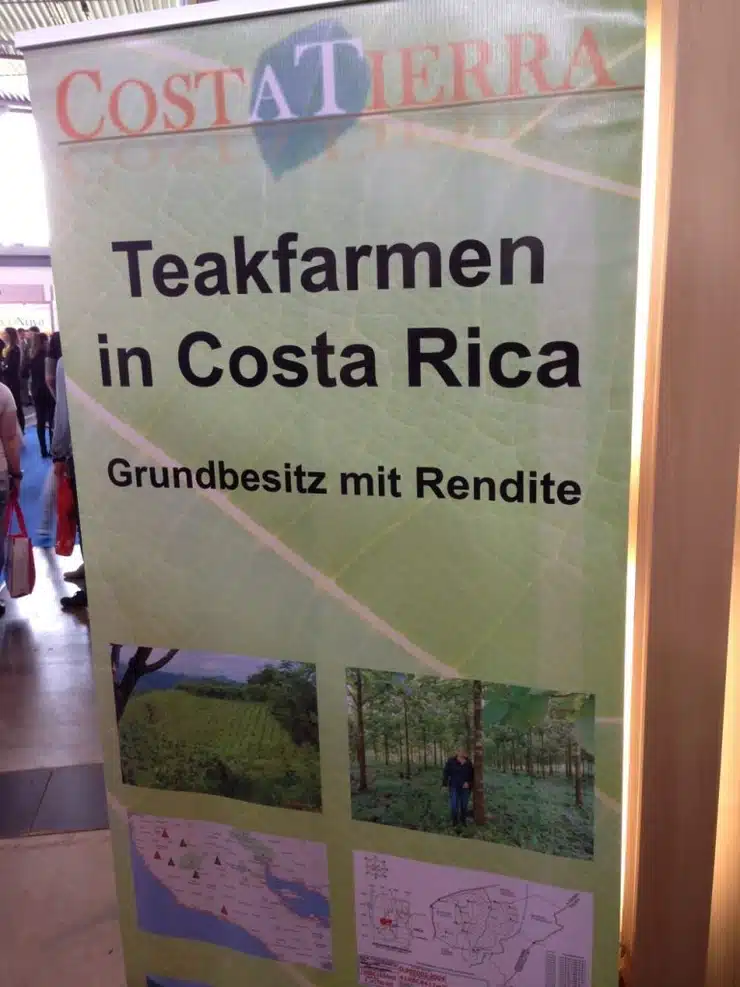 COSTATIERRA
Teakfarmen
in Costa Rica
Grundbesitz mit Rendite